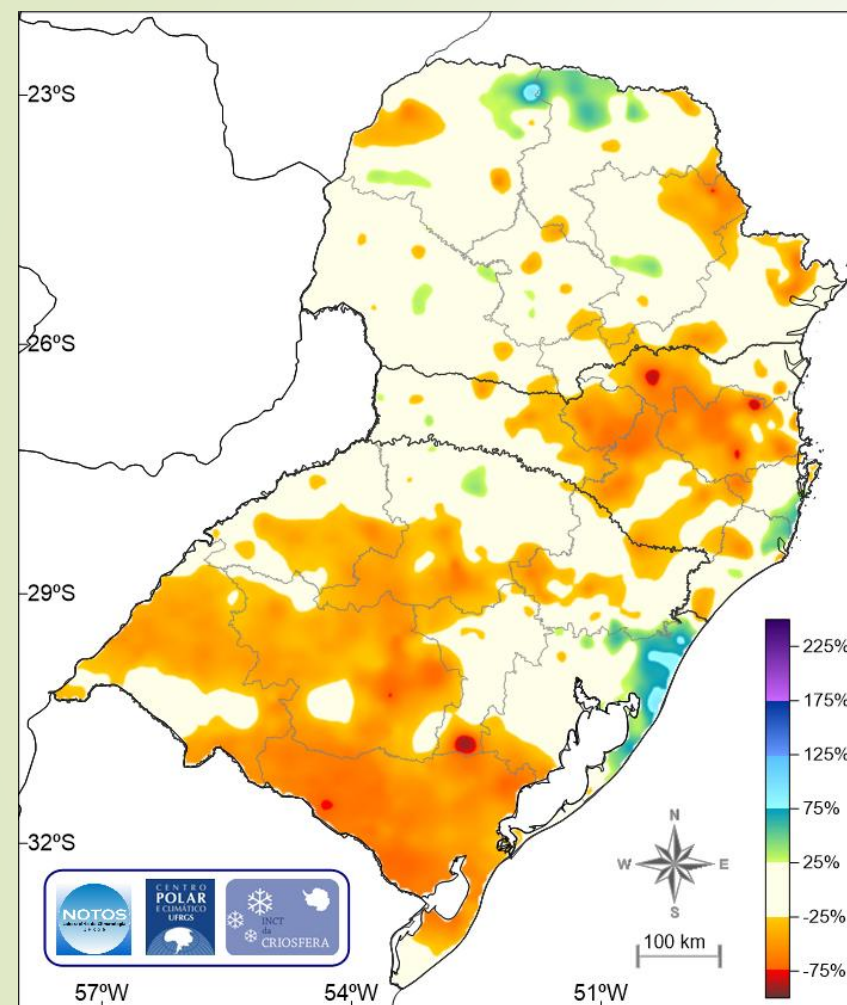 23ºS
26ºS
29ºS
32ºS
57ºW
54ºW
51ºW
225%
175%
125%
75%
25%
-25%
-75%
N
W
E
S
100 km
NOTOS
UFRGS
CENTRO
POLAR
E CLIMÁTICO
UFRGS
INCT
da
CRIOSFERA